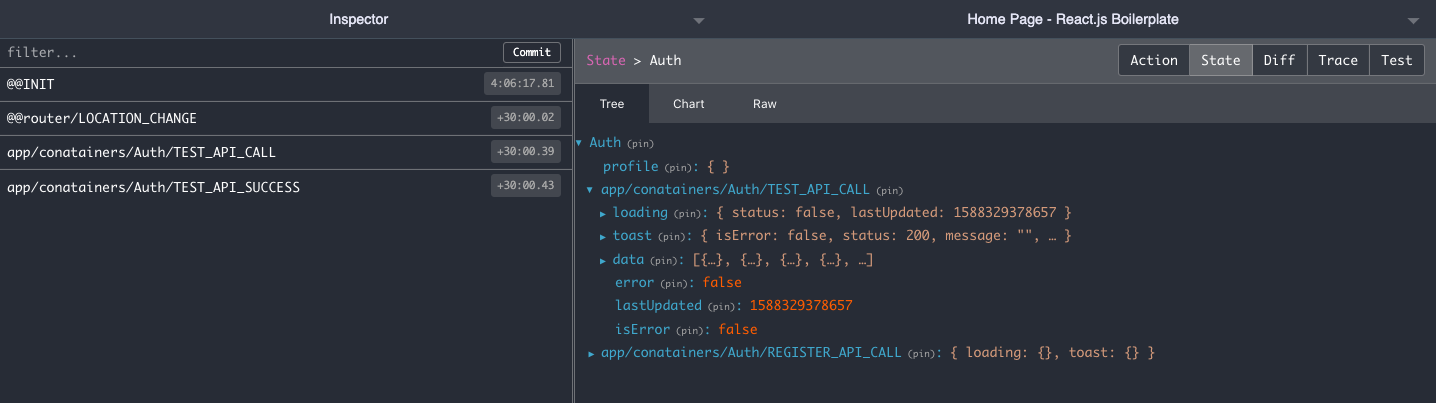 Inspector
Home Page - React.js Boilerplate
filter...
Commit
@@INIT
4:06:17.81
@@router/LOCATION_CHANGE
+30:00.02
app/conatainers/Auth/TEST_API_CALL
+30:00.39
app/conatainers/Auth/TEST_API_SUCCESS
+30:00.43
State > Auth
Action State Diff Trace Test
Tree Chart Raw
Auth (pin)
profile (pin): { }
app/conatainers/Auth/TEST_API_CALL (pin)
loading (pin): { status: false, lastUpdated: 1588329378657 }
toast (pin): { isError: false, status: 200, message: "", … }
data (pin): [{…}, {…}, {…}, {…}, …]
error (pin): false
lastUpdated (pin): 1588329378657
isError (pin): false
app/conatainers/Auth/REGISTER_API_CALL (pin): { loading: {}, toast: {} }